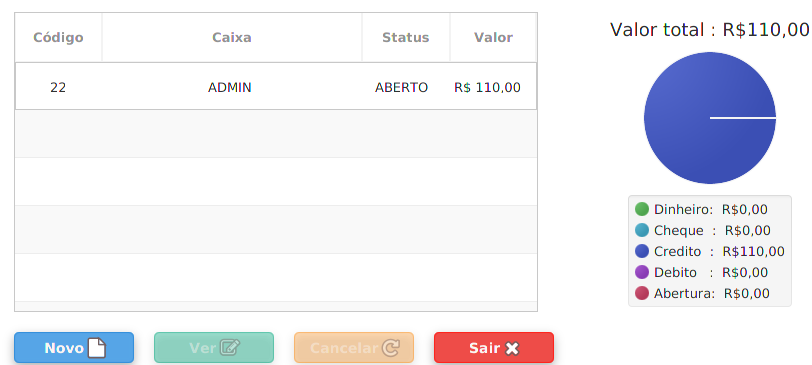 Código Caixa Status Valor
22 ADMIN ABERTO R$ 110,00
Novo Ver Cancelar Sair
Valor total : R$110,00
Dinheiro: R$0,00
Cheque : R$0,00
Credito : R$110,00
Debito : R$0,00
Abertura: R$0,00